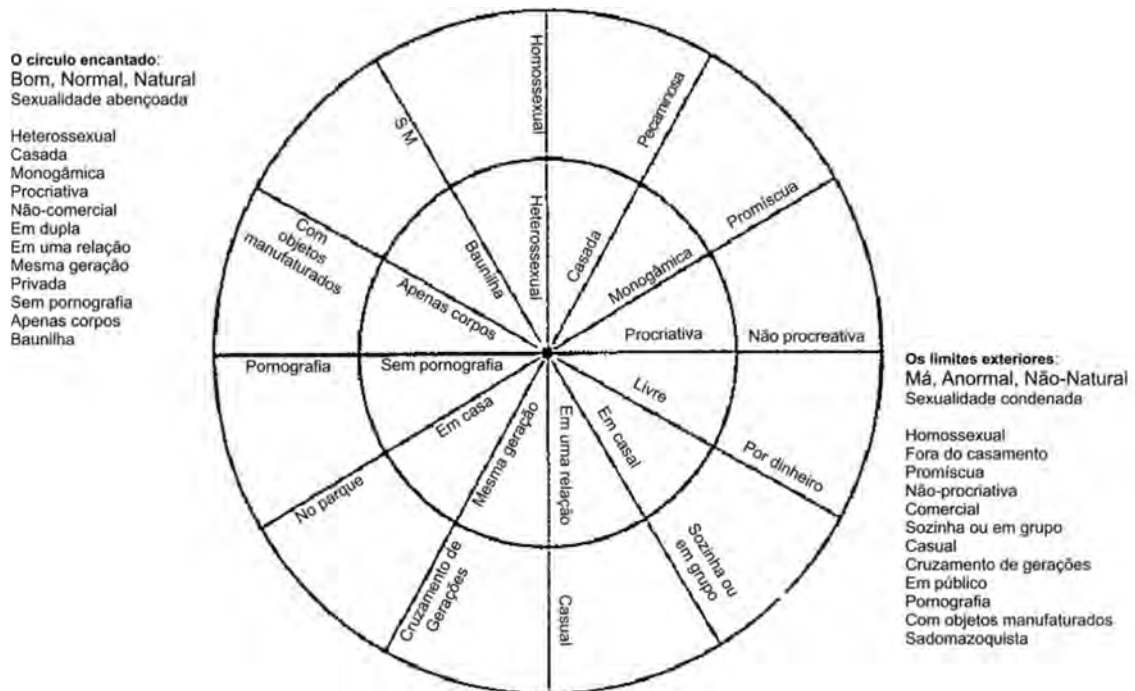 O círculo encantado:
Bom, Normal, Natural
Sexualidade abençoada
Heterossexual
Casada
Monogâmica
Procriativa
Não-comercial
Em dupla
Em uma relação
Mesma geração
Privada
Sem pornografia
Apenas corpos
Baunilha
Homossexual
Pecaminosa
Promíscua
Não procreativa
Por dinheiro
Sozinha ou
em grupo
Casual
Cruzamento de
Gerações
No parque
Pornografia
Com
objetos
manufaturados
S M
Heterossexual
Casada
Monogâmica
Procriativa
Livre
Em casal
Em uma relação
Mesma geração
Em casa
Sem pornografia
Apenas corpos
Baunilha
Os limites exteriores:
Má, Anormal, Não-Natural
Sexualidade condenada
Homossexual
Fora do casamento
Promíscua
Não-procriativa
Comercial
Sozinha ou em grupo
Casual
Cruzamento de gerações
Em público
Pornografia
Com objetos manufaturados
Sadomazoquista